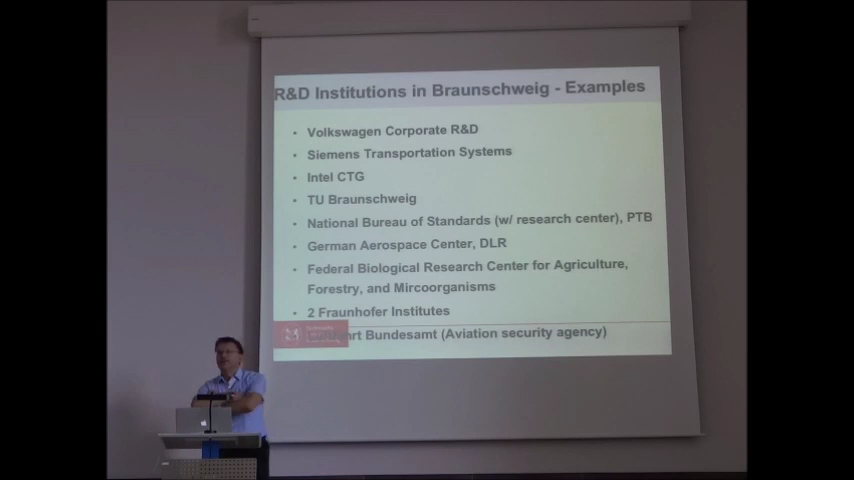 R&D Institutions in Braunschweig - Examples
• Volkswagen Corporate R&D
• Siemens Transportation Systems
• Intel CTG
• TU Braunschweig
• National Bureau of Standards (w/ research center), PTB
• German Aerospace Center, DLR
• Federal Biological Research Center for Agriculture,
Forestry, and Mircoorganisms
• 2 Fraunhofer Institutes
Bundesamt (Aviation security agency)